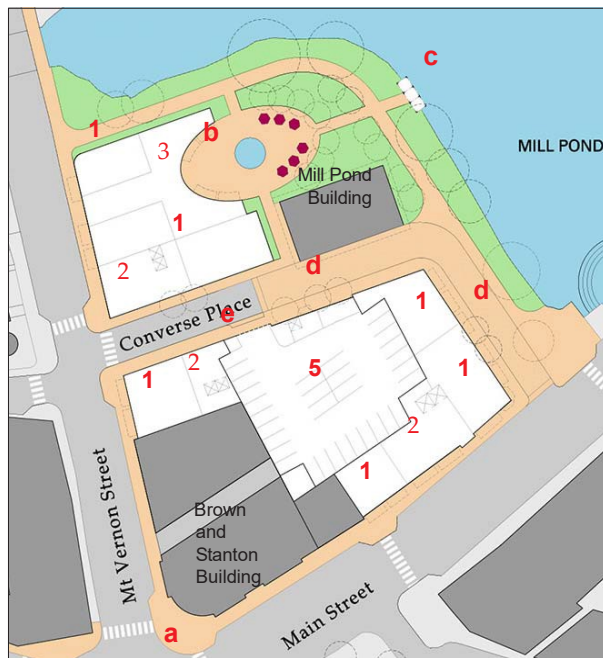 c
1
b
3
MILL POND
Mill Pond
Building
1
2
d
d
e
1
Converse Place
1
2
5
1
2
1
Mt Vernon Street
Brown
and
Stanton
Building
Main Street
a